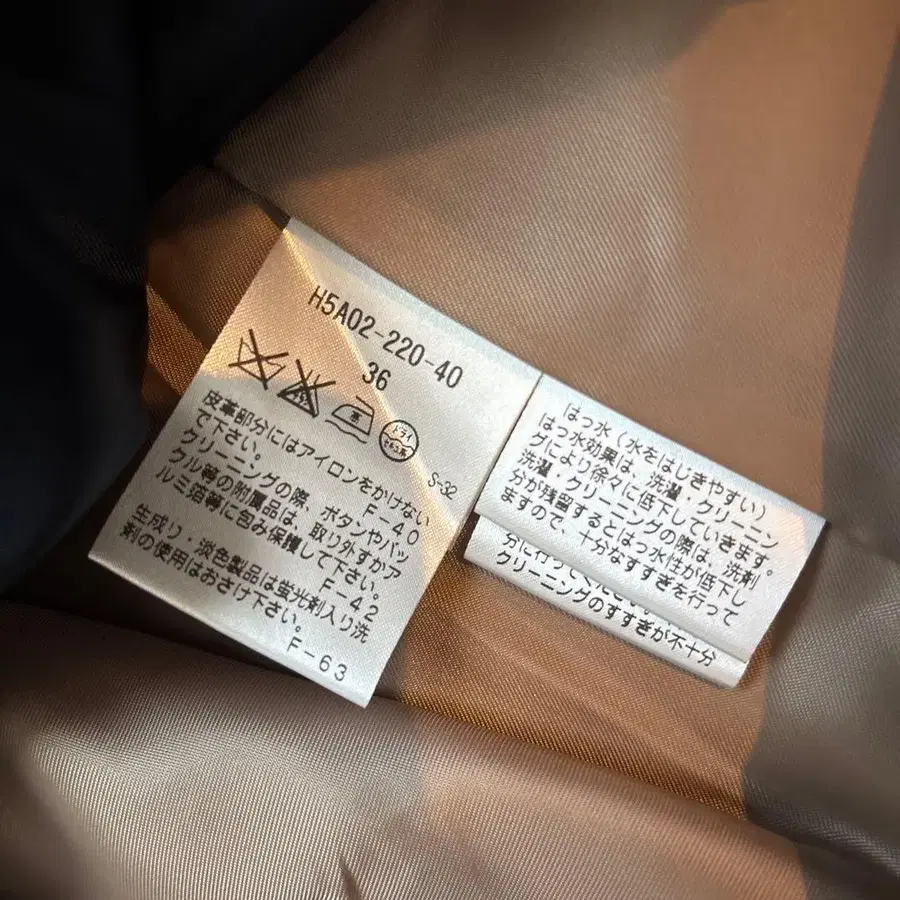 H5A02-220-40
36
ドライ
S-32
皮革部分にはアイロンをかけない
で下さい。 F-40
クリーニングの際、ボタンやバッ
クル等の附属品は、取り外すかア
ルミ箔等に包み保護して下さい。
F-42
生成り・淡色製品は蛍光剤入り洗
剤の使用はおさけ下さい。
F-63
はっ水(水をはじきやすい)
はっ水効果は、洗濯・クリーニン
グにより徐々に低下していきます。
洗濯・クリーニングの際は、洗剤
分が残留するとはっ水性が低下し
ますので、十分なすすぎを行って
クリーニングのすすぎが不十分